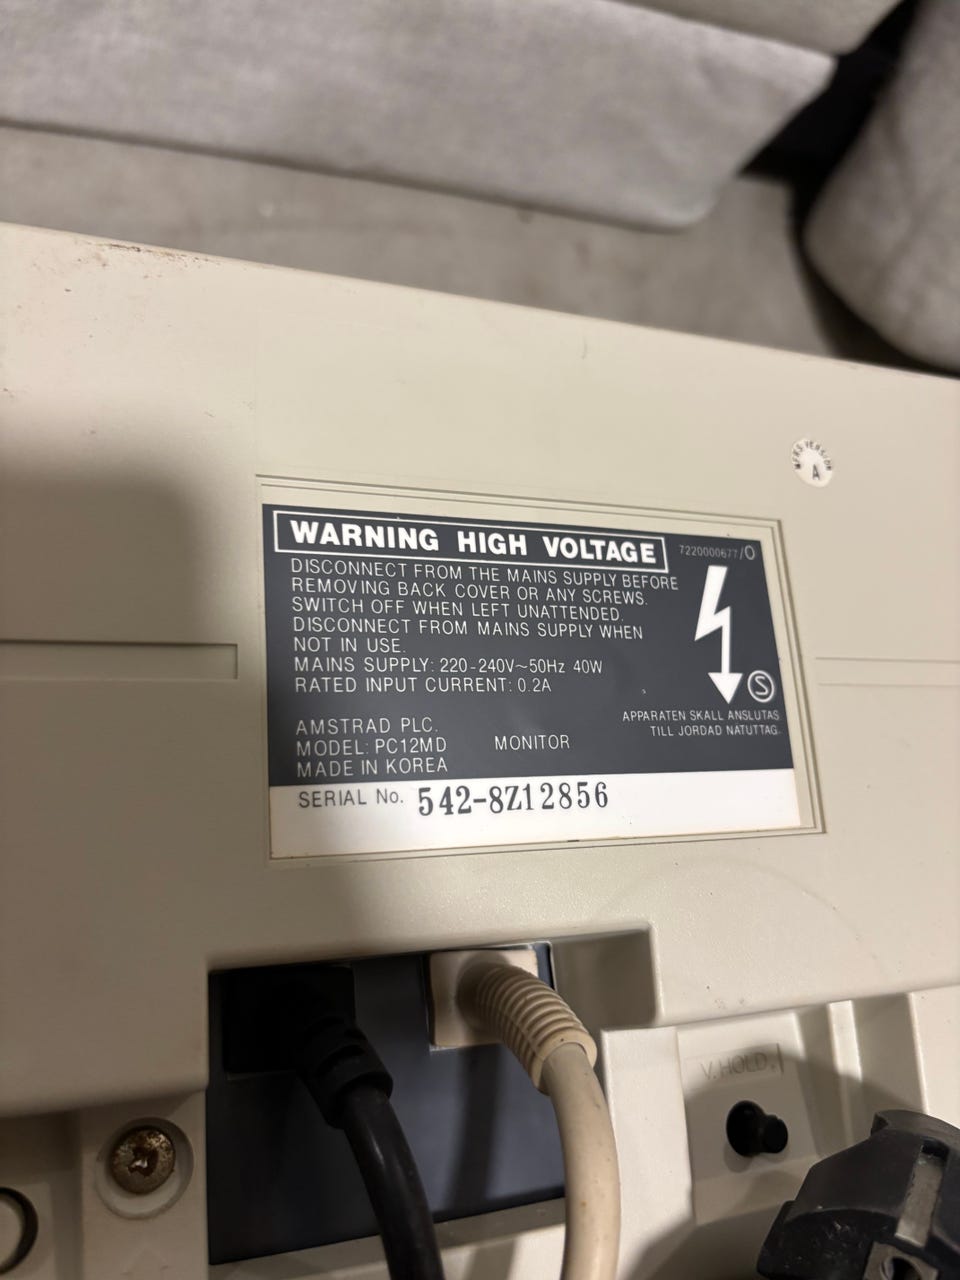 MFRS VERSION
A
WARNING HIGH VOLTAGE
7220000677/O
DISCONNECT FROM THE MAINS SUPPLY BEFORE
REMOVING BACK COVER OR ANY SCREWS.
SWITCH OFF WHEN LEFT UNATTENDED.
DISCONNECT FROM MAINS SUPPLY WHEN
NOT IN USE.
MAINS SUPPLY: 220-240V~50Hz 40W
RATED INPUT CURRENT: 0.2A
S
APPARATEN SKALL ANSLUTAS
TILL JORDAD NATUTTAG.
AMSTRAD PLC.
MODEL: PC12MD MONITOR
MADE IN KOREA
SERIAL No. 542-8Z12856
V. HOLD.